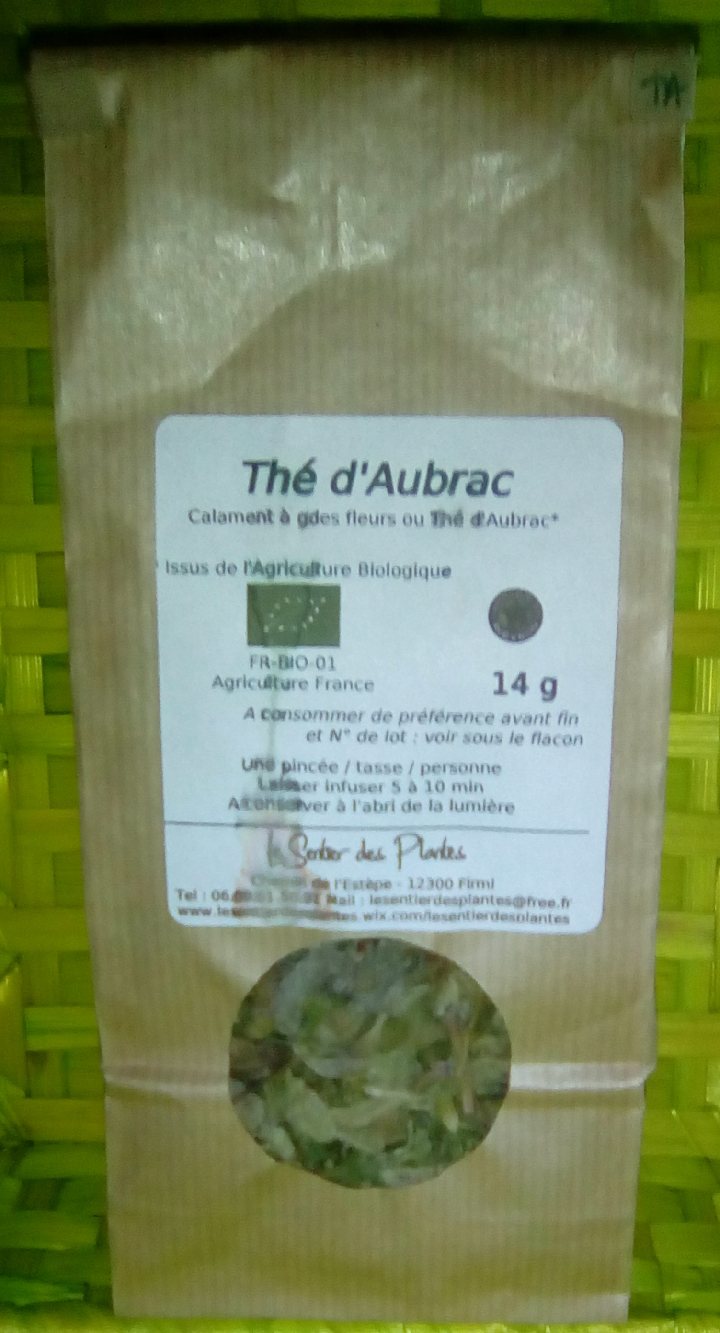 TA
Thé d'Aubrac
Calament à gdes fleurs ou Thé d'Aubrac*
* Issus de l'Agriculture Biologique
FR-BIO-01
Agriculture France
14 g
A consommer de préférence avant fin
et N° de lot : voir sous le flacon
Une pincée / tasse / personne
Laisser infuser 5 à 10 min
A conserver à l'abri de la lumière
Le Sentier des Plantes
de l'Estèpe - 12300 Firmi
Tel : 06 Mail : lesentierdesplantes@free.fr
wix.com/lesentierdesplantes